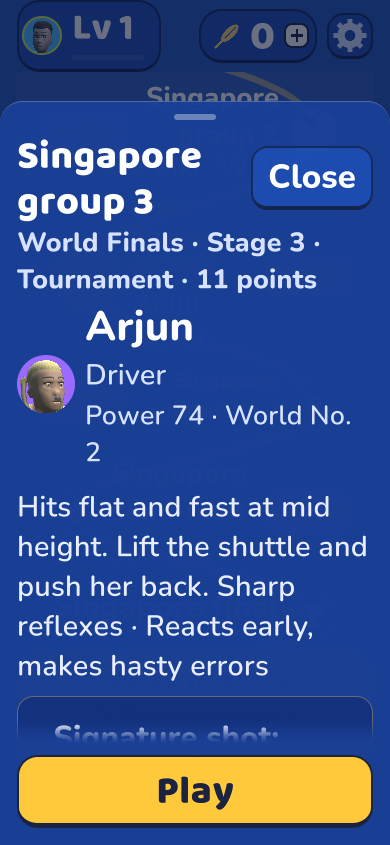 Lv 1
0
Singapore
Singapore
group 3
Close
World Finals · Stage 3 ·
Tournament · 11 points
Arjun
Driver
Power 74 · World No.
2
Hits flat and fast at mid
height. Lift the shuttle and
push her back. Sharp
reflexes · Reacts early,
makes hasty errors
Signature shot:
Play